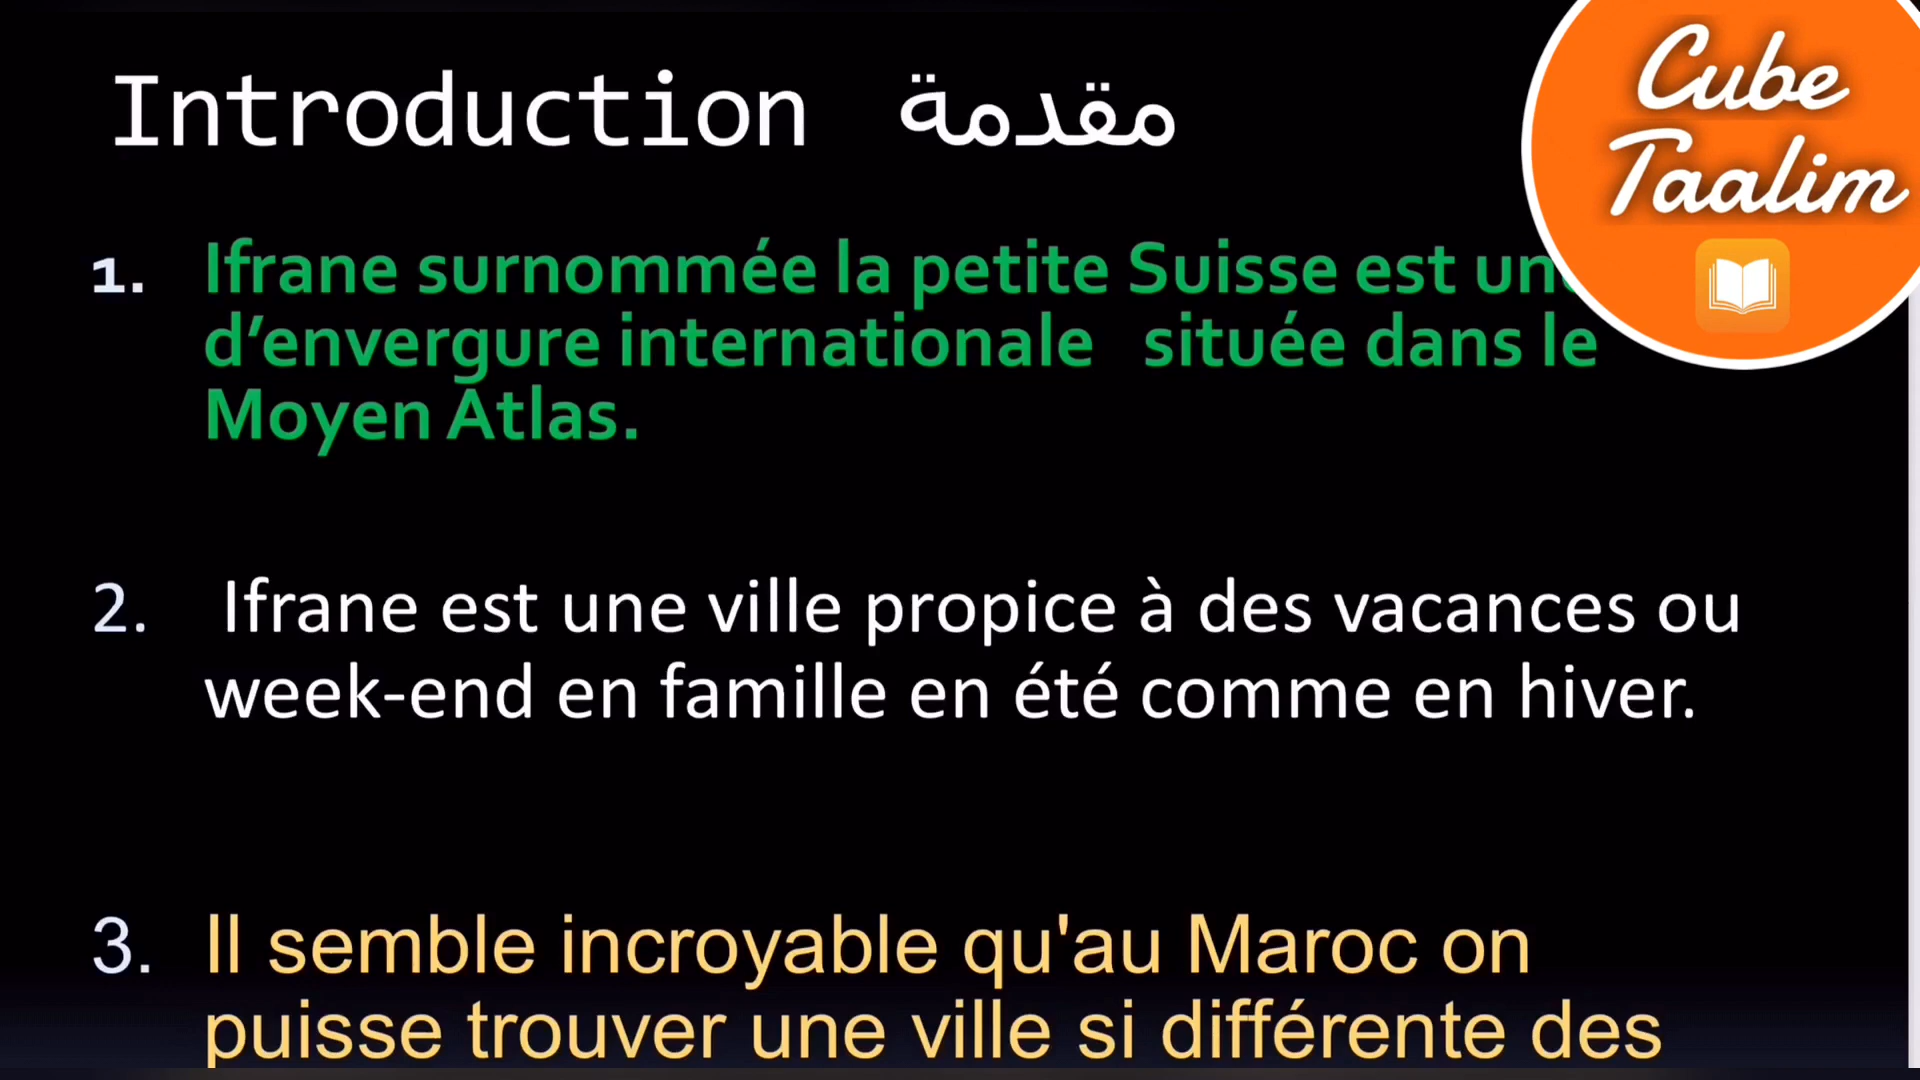 Introduction مقدمة
Cube
Taalim
1. Ifrane surnommée la petite Suisse est
d’envergure internationale située dans le
Moyen Atlas.
2. Ifrane est une ville propice à des vacances ou
week-end en famille en été comme en hiver.
3. Il semble incroyable qu'au Maroc on
puisse trouver une ville si différente des